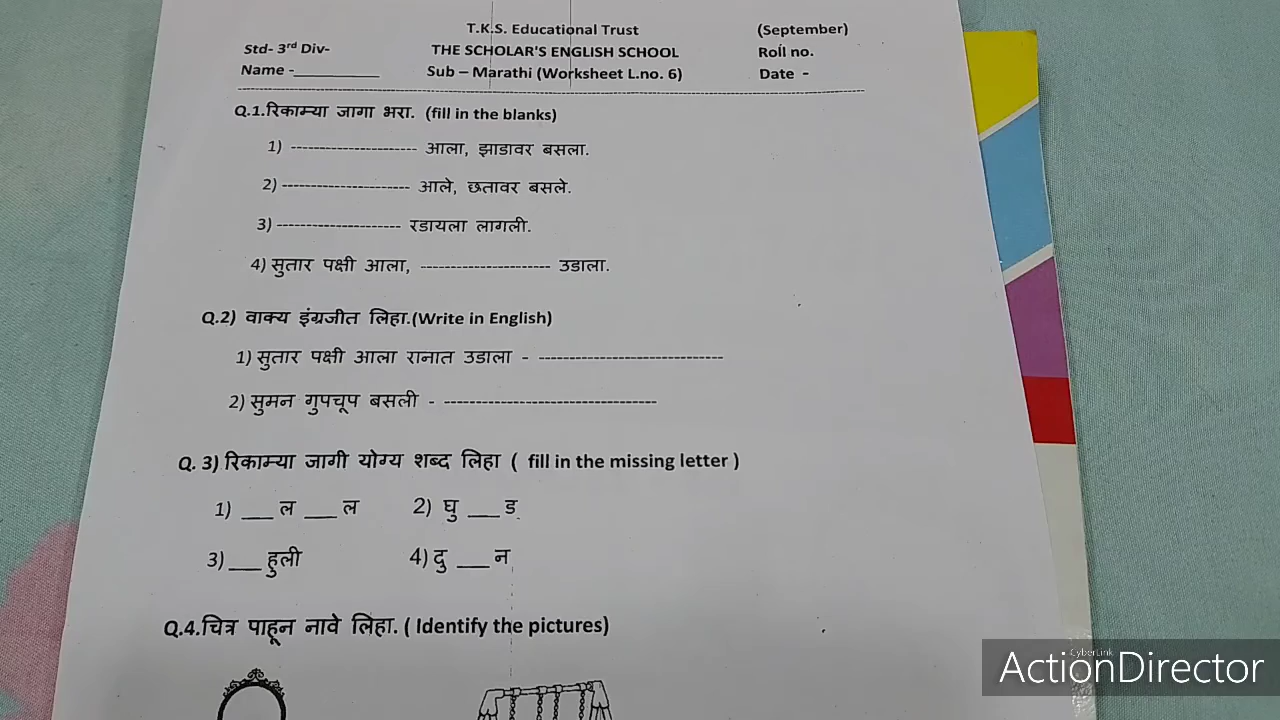 T.K.S. Educational Trust (September)
Std- 3rd Div- THE SCHOLAR'S ENGLISH SCHOOL Roll no.
Name -____________ Sub – Marathi (Worksheet L.no. 6) Date -
Q.1.रिकाम्या जागा भरा. (fill in the blanks)
1) ---------------------- आला, झाडावर बसला.
2) ---------------------- आले, छतावर बसले.
3) --------------------- रडायला लागली.
4) सुतार पक्षी आला, ---------------------- उडाला.
Q.2) वाक्य इंग्रजीत लिहा.(Write in English)
1) सुतार पक्षी आला रानात उडाला - ------------------------------
2) सुमन गुपचूप बसली - ----------------------------------
Q. 3) रिकाम्या जागी योग्य शब्द लिहा ( fill in the missing letter )
1) ___ ल ___ ल 2) घु ___ ड
3) ___ हुली 4) दु ___ न
Q.4.चित्र पाहून नावे लिहा. ( Identify the pictures)
CyberLink
ActionDirector